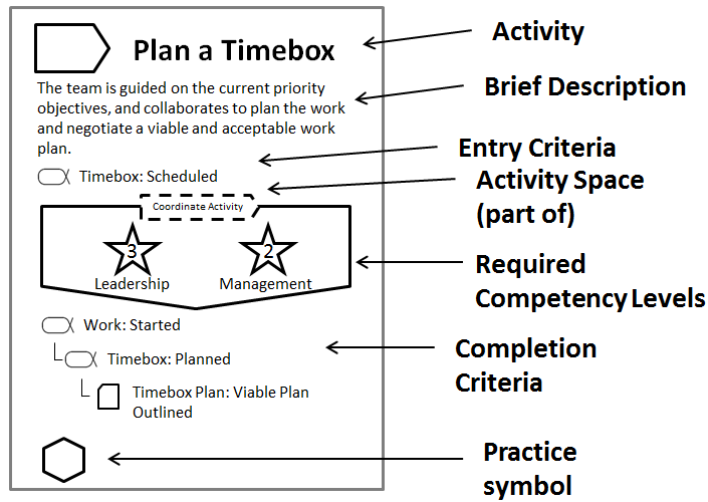 Plan a Timebox
Activity
The team is guided on the current priority
objectives, and collaborates to plan the work
and negotiate a viable and acceptable work
plan.
Brief Description
Timebox: Scheduled
Entry Criteria
Coordinate Activity
Activity Space
(part of)
3
2
Leadership
Management
Required
Competency Levels
Work: Started
Timebox: Planned
Timebox Plan: Viable Plan
Outlined
Completion
Criteria
Practice
symbol